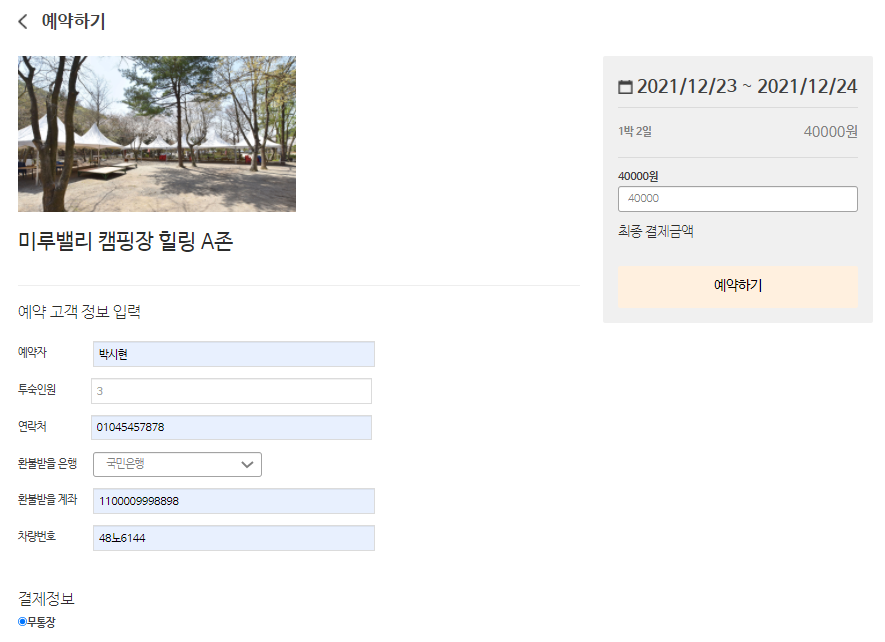 예약하기
2021/12/23 ~ 2021/12/24
1박 2일 40000원
40000원
40000
최종 결제금액
예약하기
미루밸리 캠핑장 힐링 A존
예약 고객 정보 입력
예약자 박시현
투숙인원 3
연락처 01045457878
환불받을 은행 국민은행
환불받을 계좌 1100009998898
차량번호 48노6144
결제정보
무통장